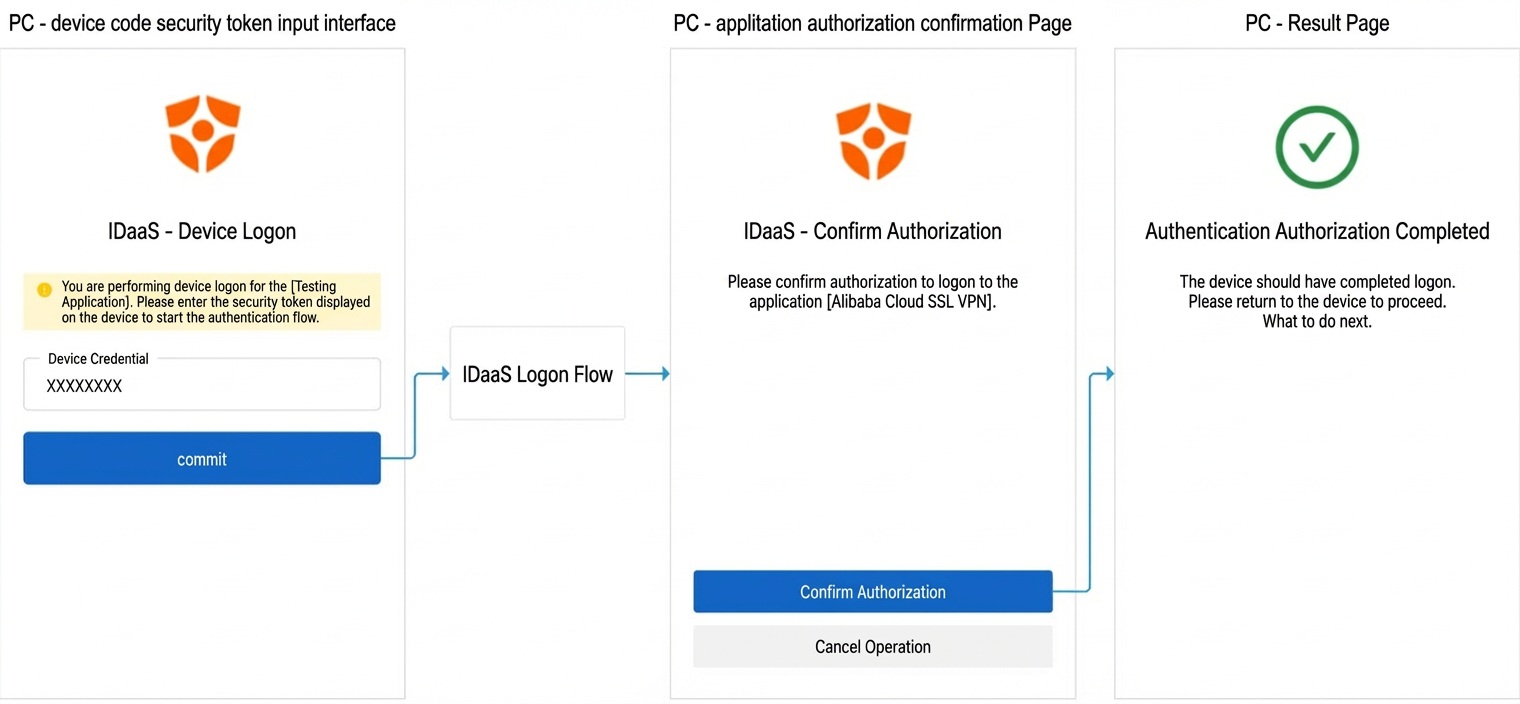 PC - device code security token input interface
IDaaS - Device Logon
You are performing device logon for the [Testing
Application]. Please enter the security token displayed
on the device to start the authentication flow.
Device Credential
XXXXXXXX
commit
IDaaS Logon Flow
PC - applitation authorization confirmation Page
IDaaS - Confirm Authorization
Please confirm authorization to logon to the
application [Alibaba Cloud SSL VPN].
Confirm Authorization
Cancel Operation
PC - Result Page
Authentication Authorization Completed
The device should have completed logon.
Please return to the device to proceed.
What to do next.